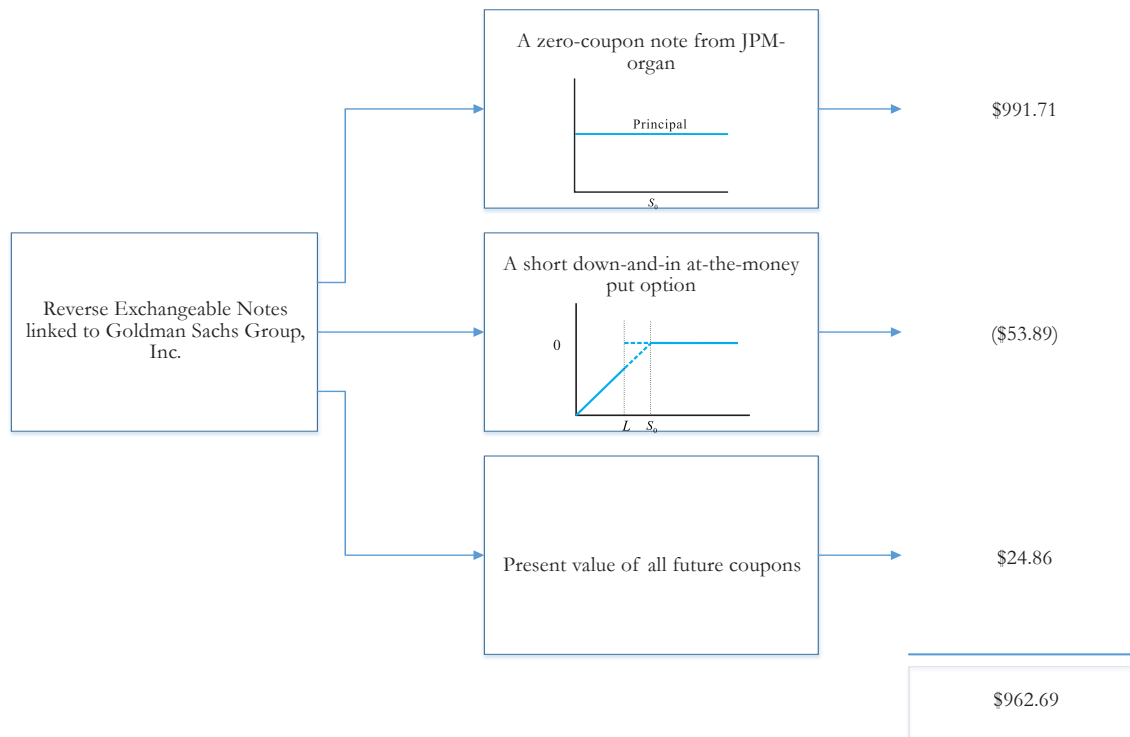 A zero-coupon note from JPM-
organ
Principal
S₀
$991.71
Reverse Exchangeable Notes
linked to Goldman Sachs Group,
Inc.
A short down-and-in at-the-money
put option
0
L S₀
($53.89)
Present value of all future coupons
$24.86
$962.69